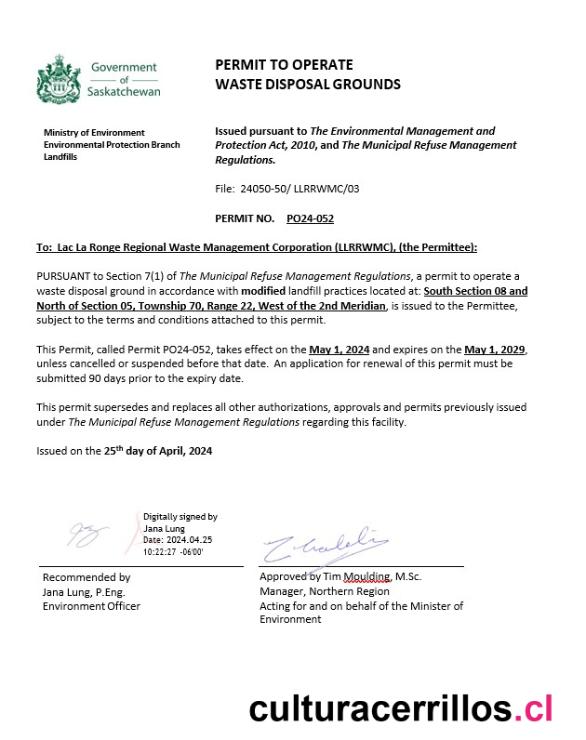 Government
of
Saskatchewan
PERMIT TO OPERATE
WASTE DISPOSAL GROUNDS
Ministry of Environment
Environmental Protection Branch
Landfills
Issued pursuant to The Environmental Management and
Protection Act, 2010, and The Municipal Refuse Management
Regulations.
File: 24050-50/ LLRRWMC/03
PERMIT NO. PO24-052
To: Lac La Ronge Regional Waste Management Corporation (LLRRWMC), (the Permittee):
PURSUANT to Section 7(1) of The Municipal Refuse Management Regulations, a permit to operate a
waste disposal ground in accordance with modified landfill practices located at: South Section 08 and
North of Section 05, Township 70, Range 22, West of the 2nd Meridian, is issued to the Permittee,
subject to the terms and conditions attached to this permit.
This Permit, called Permit PO24-052, takes effect on the May 1, 2024 and expires on the May 1, 2029,
unless cancelled or suspended before that date. An application for renewal of this permit must be
submitted 90 days prior to the expiry date.
This permit supersedes and replaces all other authorizations, approvals and permits previously issued
under The Municipal Refuse Management Regulations regarding this facility.
Issued on the 25th day of April, 2024
Digitally signed by
Jana Lung
Date: 2024.04.25
10:22:27 -06'00'
Recommended by
Jana Lung, P.Eng.
Environment Officer
Approved by Tim Moulding, M.Sc.
Manager, Northern Region
Acting for and on behalf of the Minister of
Environment
culturacerrillos.cl